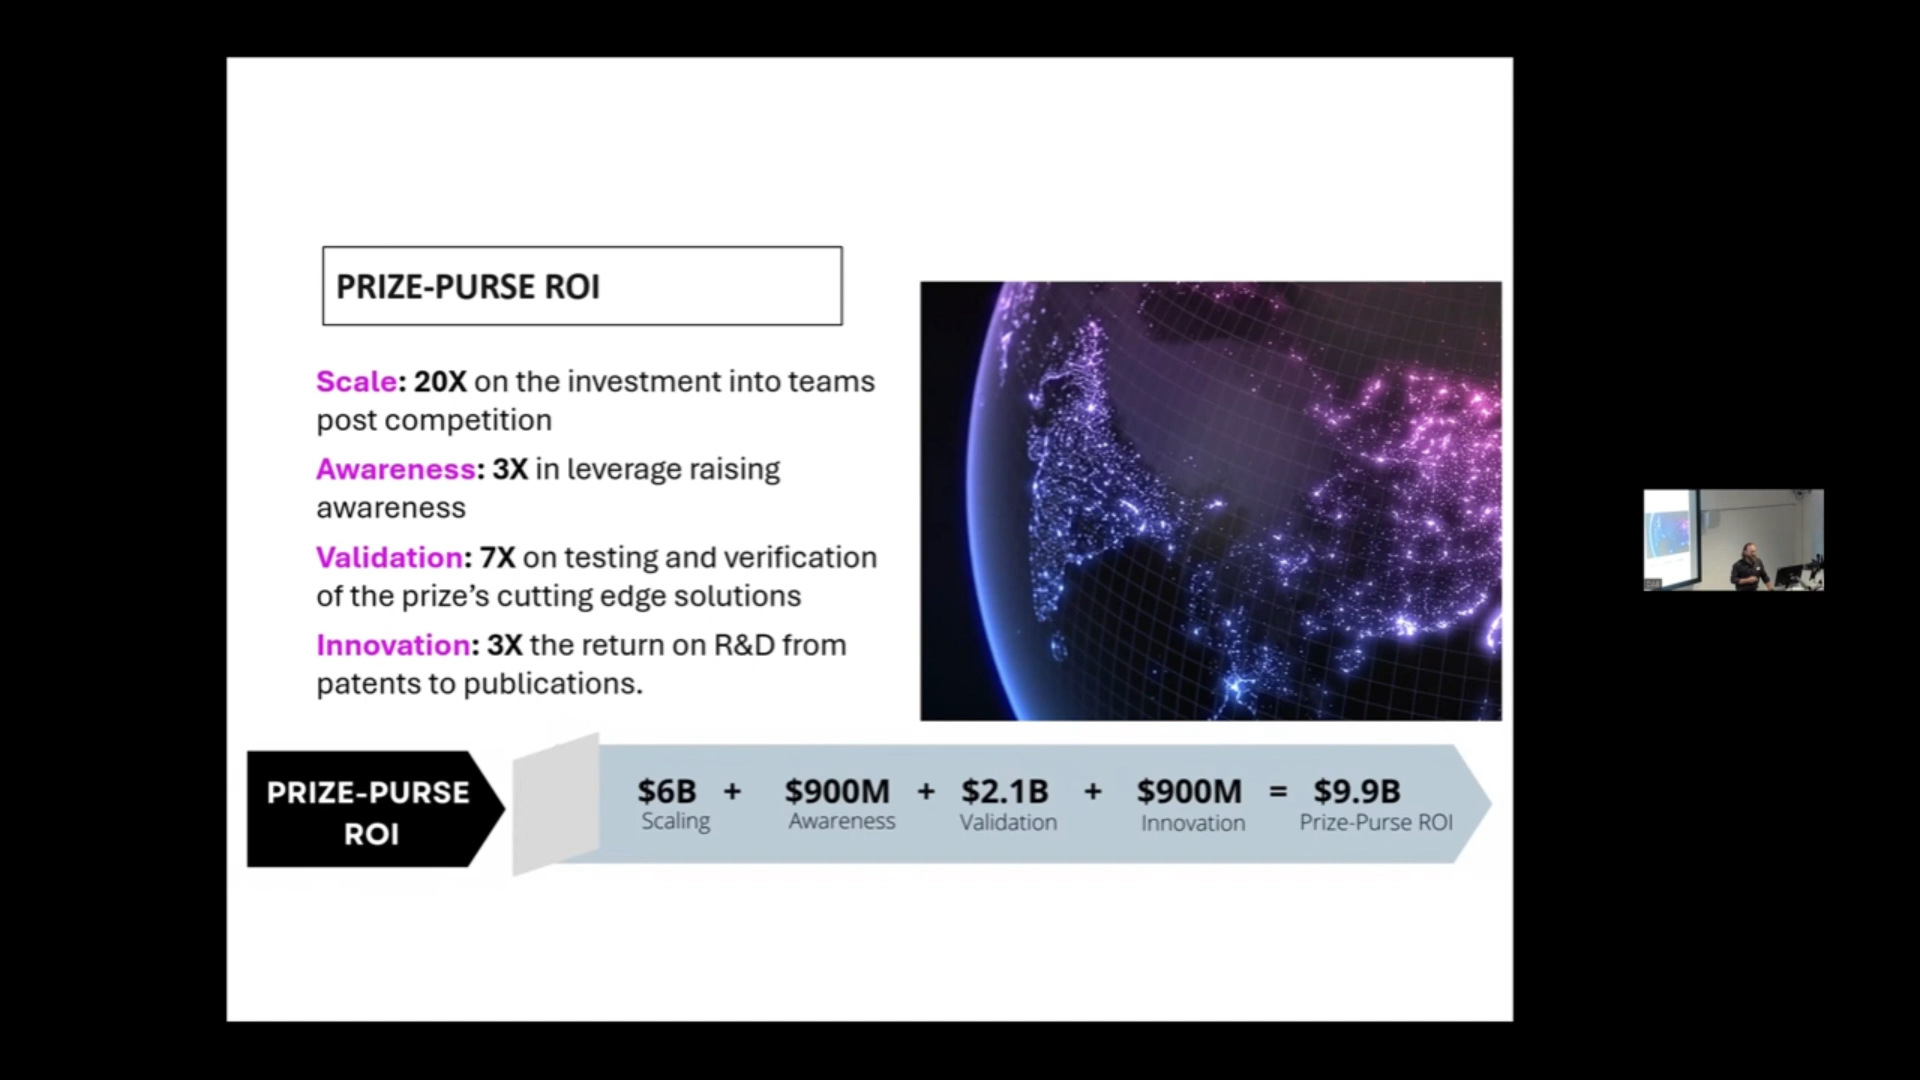 PRIZE-PURSE ROI
Scale: 20X on the investment into teams
post competition
Awareness: 3X in leverage raising
awareness
Validation: 7X on testing and verification
of the prize’s cutting edge solutions
Innovation: 3X the return on R&D from
patents to publications.
PRIZE-PURSE
ROI
$6B + $900M + $2.1B + $900M = $9.9B
Scaling Awareness Validation Innovation Prize-Purse ROI